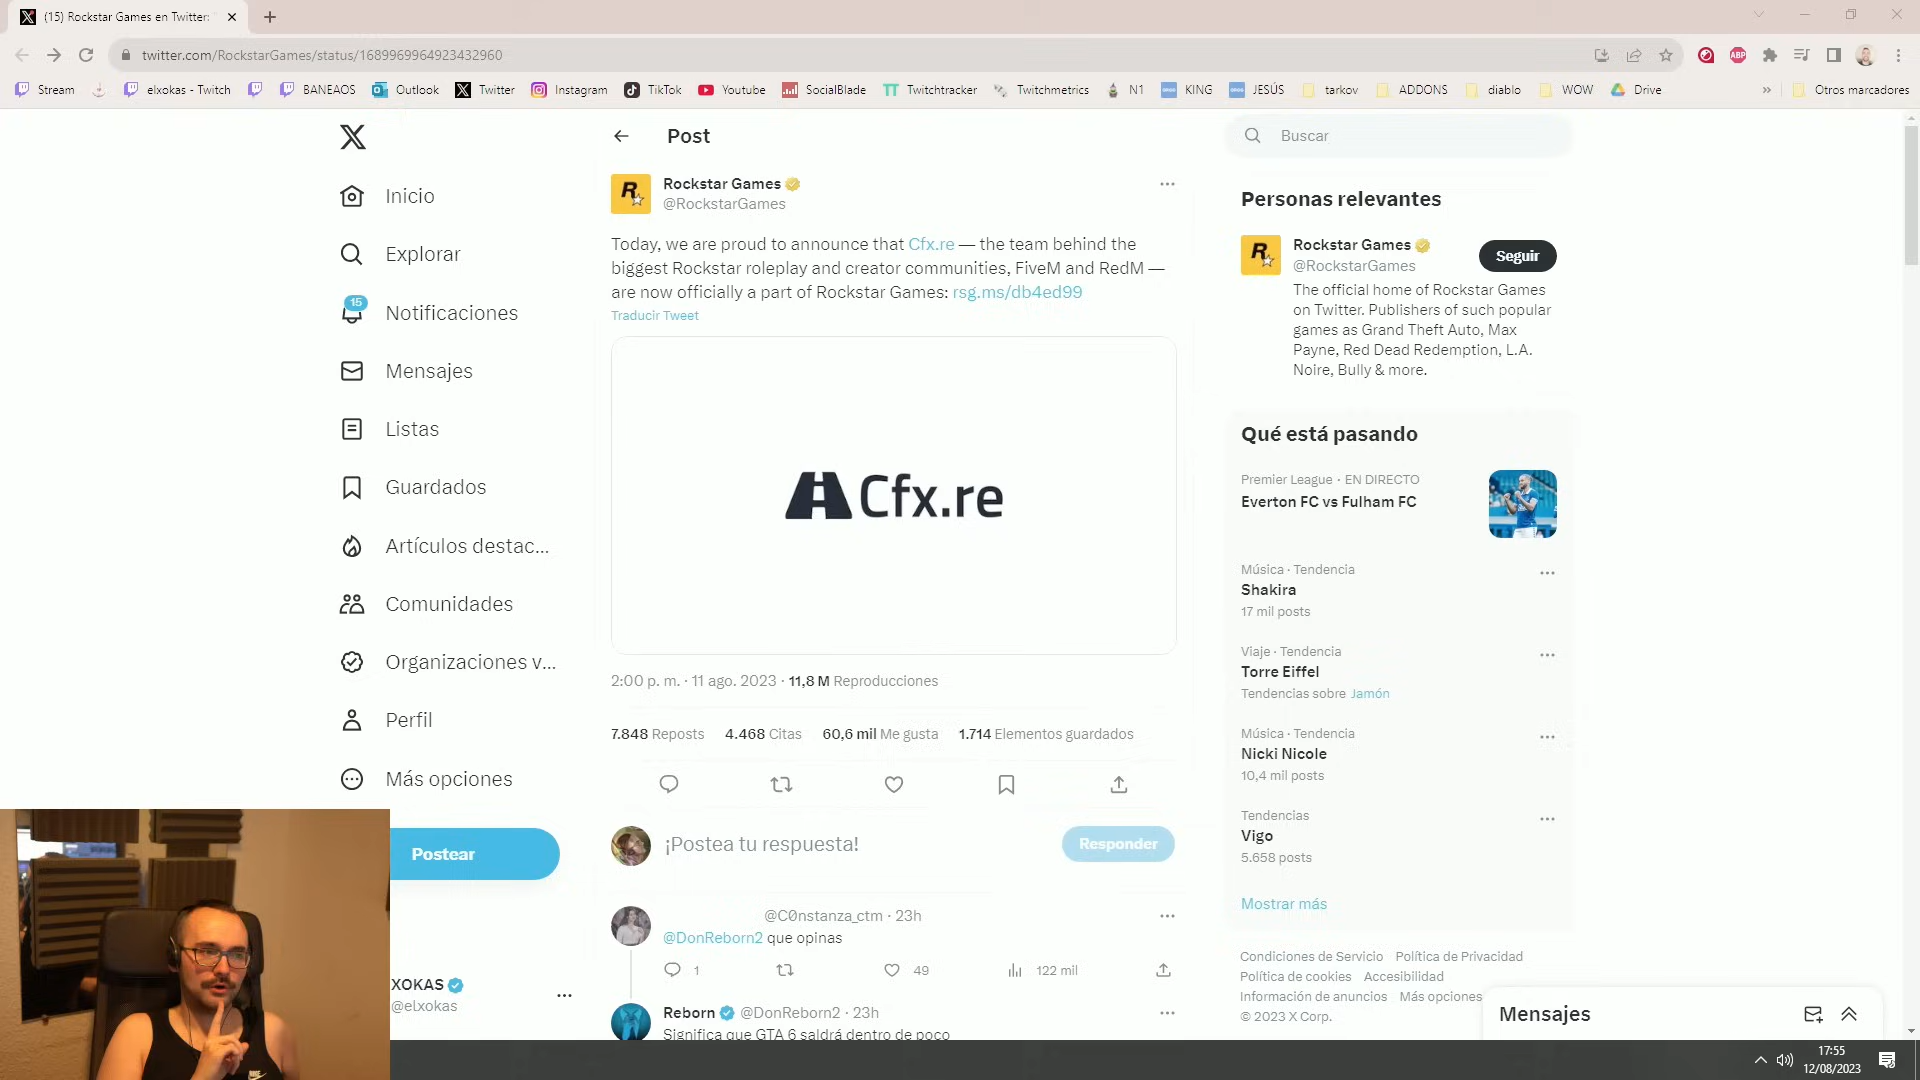 (15) Rockstar Games en Twitter:
twitter.com/RockstarGames/status/1689969964923432960
Stream
elxokas - Twitch
BANEAOS
Outlook
Twitter
Instagram
TikTok
Youtube
SocialBlade
Twitchtracker
Twitchmetrics
N1
KING
JESÚS
tarkov
ADDONS
diablo
WOW
Drive
Otros marcadores
Inicio
Explorar
15
Notificaciones
Mensajes
Listas
Guardados
Artículos destac...
Comunidades
Organizaciones v...
Perfil
Más opciones
Postear
XOKAS
@elxokas
Post
Rockstar Games
@RockstarGames
Today, we are proud to announce that Cfx.re — the team behind the
biggest Rockstar roleplay and creator communities, FiveM and RedM —
are now officially a part of Rockstar Games: rsg.ms/db4ed99
Traducir Tweet
Cfx.re
2:00 p. m. · 11 ago. 2023 · 11,8 M Reproducciones
7.848 Reposts 4.468 Citas 60,6 mil Me gusta 1.714 Elementos guardados
¡Postea tu respuesta!
Responder
@C0nstanza_ctm · 23h
@DonReborn2 que opinas
1
49
122 mil
Reborn @DonReborn2 · 23h
Significa que GTA 6 saldrá dentro de poco
Buscar
Personas relevantes
Rockstar Games
@RockstarGames
Seguir
The official home of Rockstar Games
on Twitter. Publishers of such popular
games as Grand Theft Auto, Max
Payne, Red Dead Redemption, L.A.
Noire, Bully & more.
Qué está pasando
Premier League · EN DIRECTO
Everton FC vs Fulham FC
Música · Tendencia
Shakira
17 mil posts
Viaje · Tendencia
Torre Eiffel
Tendencias sobre Jamón
Música · Tendencia
Nicki Nicole
10,4 mil posts
Tendencias
Vigo
5.658 posts
Mostrar más
Condiciones de Servicio Política de Privacidad
Política de cookies Accesibilidad
Información de anuncios Más opciones
© 2023 X Corp.
Mensajes
17:55
12/08/2023